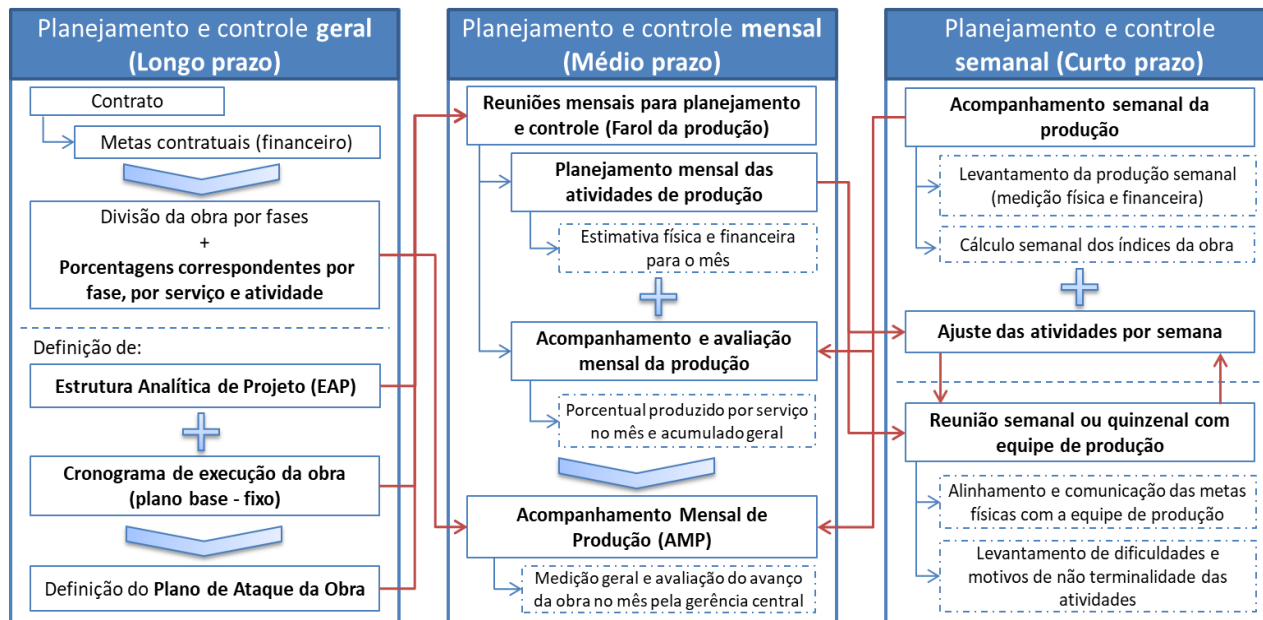 Planejamento e controle geral
(Longo prazo)
Contrato
Metas contratuais (financeiro)
Divisão da obra por fases
+
Porcentagens correspondentes por
fase, por serviço e atividade
Definição de:
Estrutura Analítica de Projeto (EAP)
Cronograma de execução da obra
(plano base - fixo)
Definição do Plano de Ataque da Obra
Planejamento e controle mensal
(Médio prazo)
Reuniões mensais para planejamento
e controle (Farol da produção)
Planejamento mensal das
atividades de produção
Estimativa física e financeira
para o mês
Acompanhamento e avaliação
mensal da produção
Porcentual produzido por serviço
no mês e acumulado geral
Acompanhamento Mensal de
Produção (AMP)
Medição geral e avaliação do avanço
da obra no mês pela gerência central
Planejamento e controle
semanal (Curto prazo)
Acompanhamento semanal da
produção
Levantamento da produção semanal
(medição física e financeira)
Cálculo semanal dos índices da obra
Ajuste das atividades por semana
Reunião semanal ou quinzenal com
equipe de produção
Alinhamento e comunicação das metas
físicas com a equipe de produção
Levantamento de dificuldades e
motivos de não terminalidade das
atividades